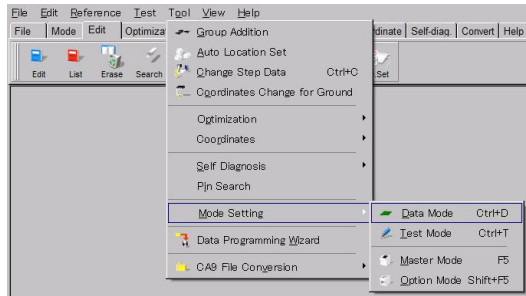 File Edit Reference Test Tool View Help
File Mode Edit Optimiza dinate Self-diag. Convert Help
Edit List Erase Search Set
Group Addition
Auto Location Set
Change Step Data Ctrl+C
Coordinates Change for Ground
Ogtimization
Coordinates
Self Diagnosis
Pin Search
Mode Setting
Data Mode Ctrl+D
Test Mode Ctrl+T
Data Programming Wizard
Master Mode F5
CA9 File Conversion
Option Mode Shift+F5